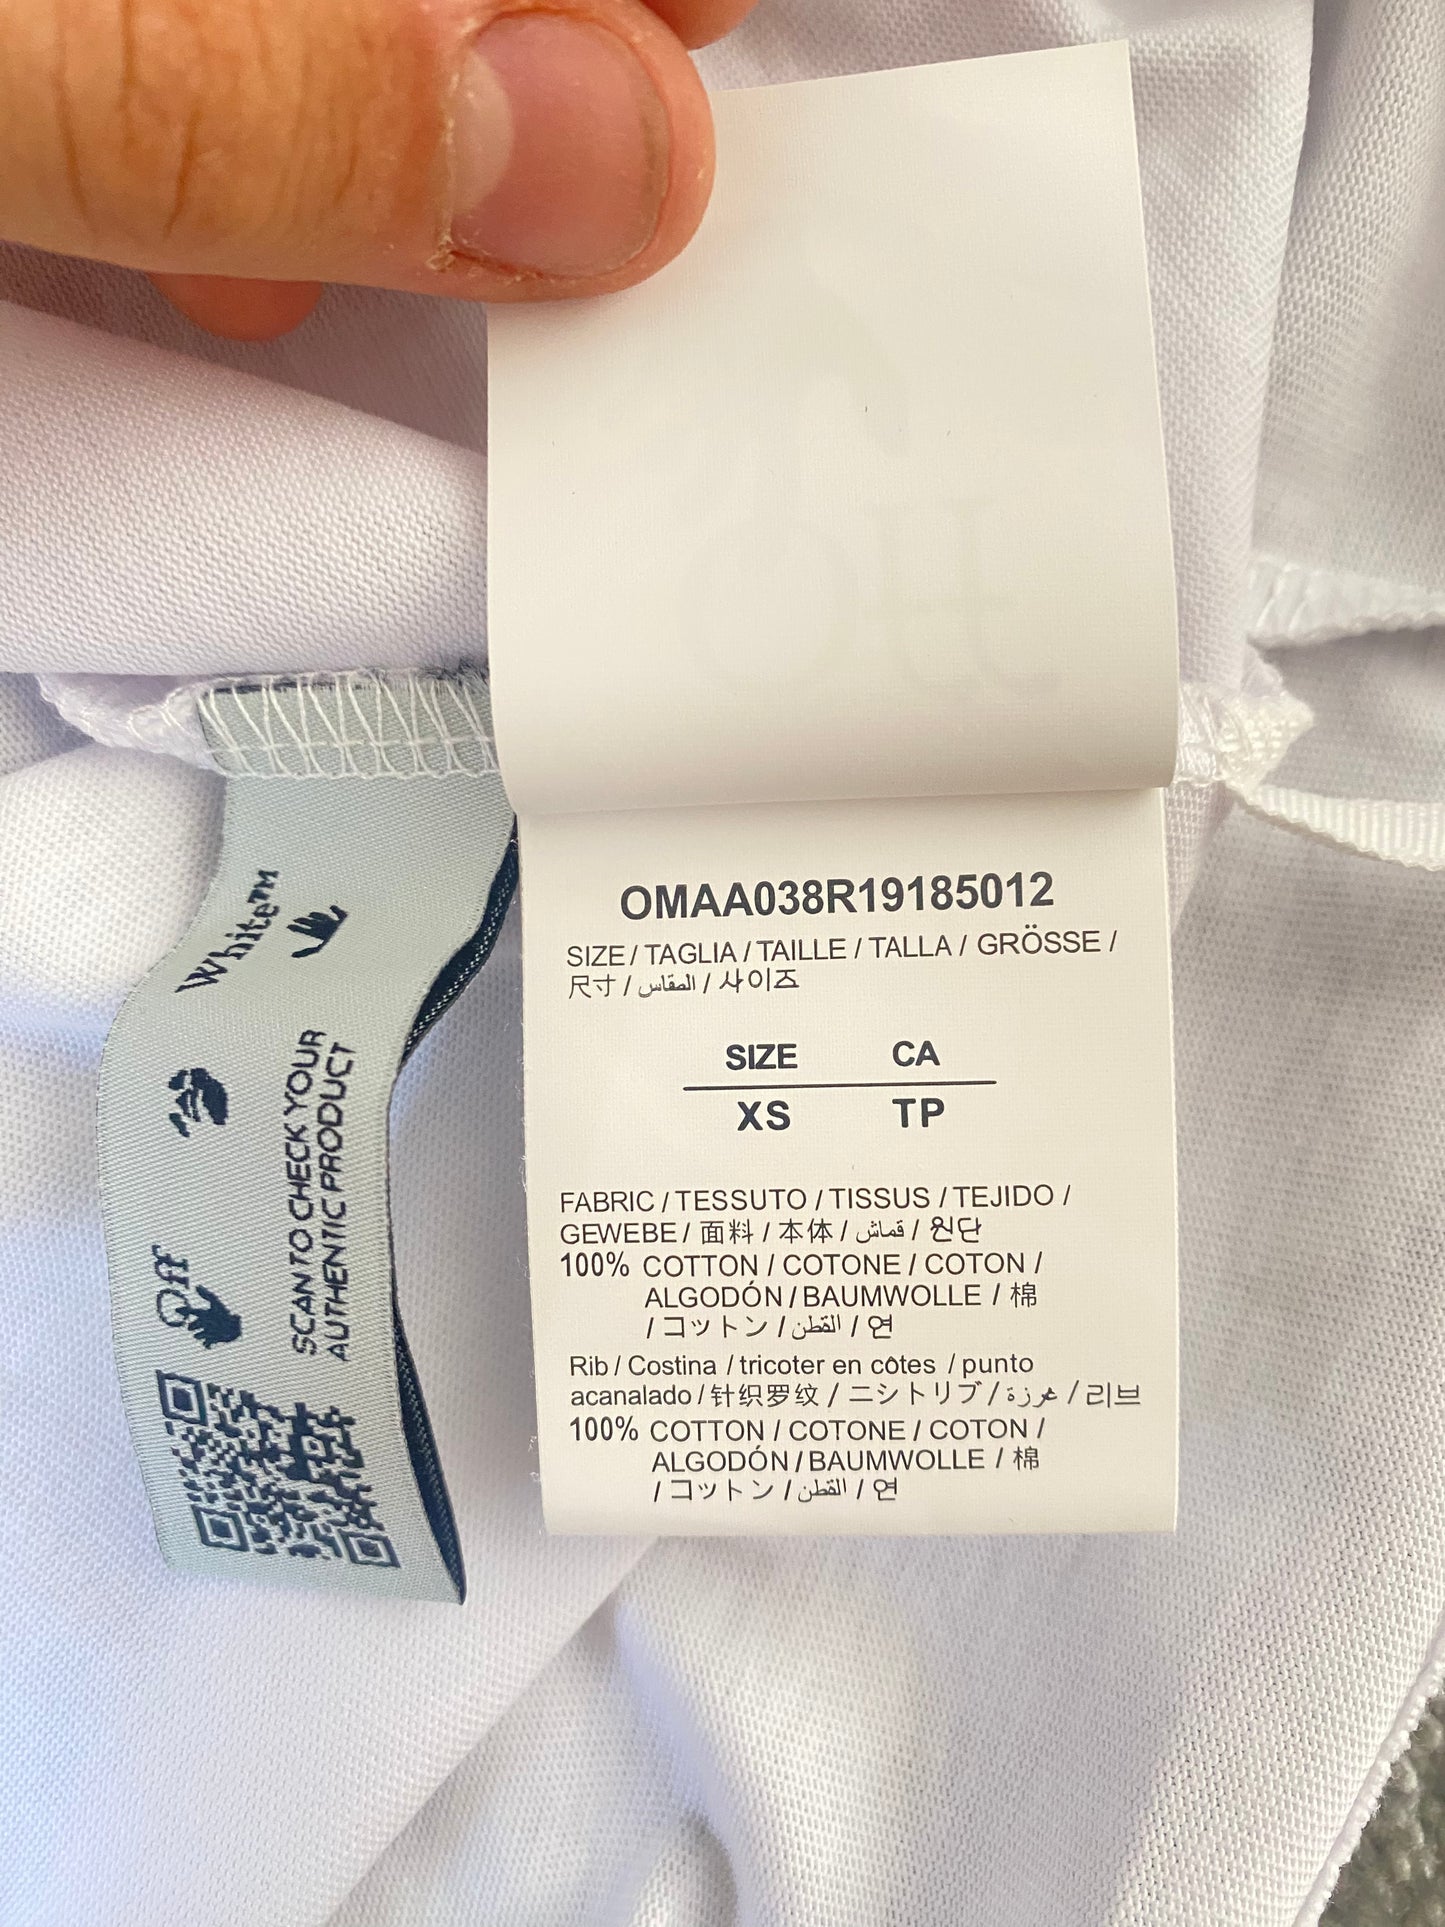 OMAA038R19185012
SIZE / TAGLIA / TAILLE / TALLA / GRÖSSE /
尺寸 / المقاس / 사이즈
SIZE CA
XS TP
FABRIC / TESSUTO / TISSUS / TEJIDO /
GEWEBE / 面料 / 本体 / قماش / 원단
100% COTTON / COTONE / COTON /
ALGODÓN / BAUMWOLLE / 棉
/ コットン / القطن / 면
Rib / Costina / tricoter en côtes / punto
acanalado / 针织罗纹 / ニシトリブ / غرزة / 리브
100% COTTON / COTONE / COTON /
ALGODÓN / BAUMWOLLE / 棉
/ コットン / القطن / 면
Off White™
SCAN TO CHECK YOUR
AUTHENTIC PRODUCT